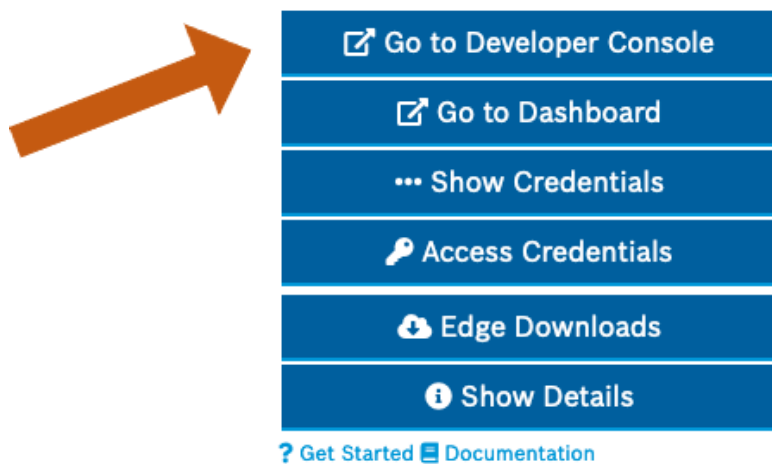 Go to Developer Console
Go to Dashboard
Show Credentials
Access Credentials
Edge Downloads
Show Details
? Get Started Documentation